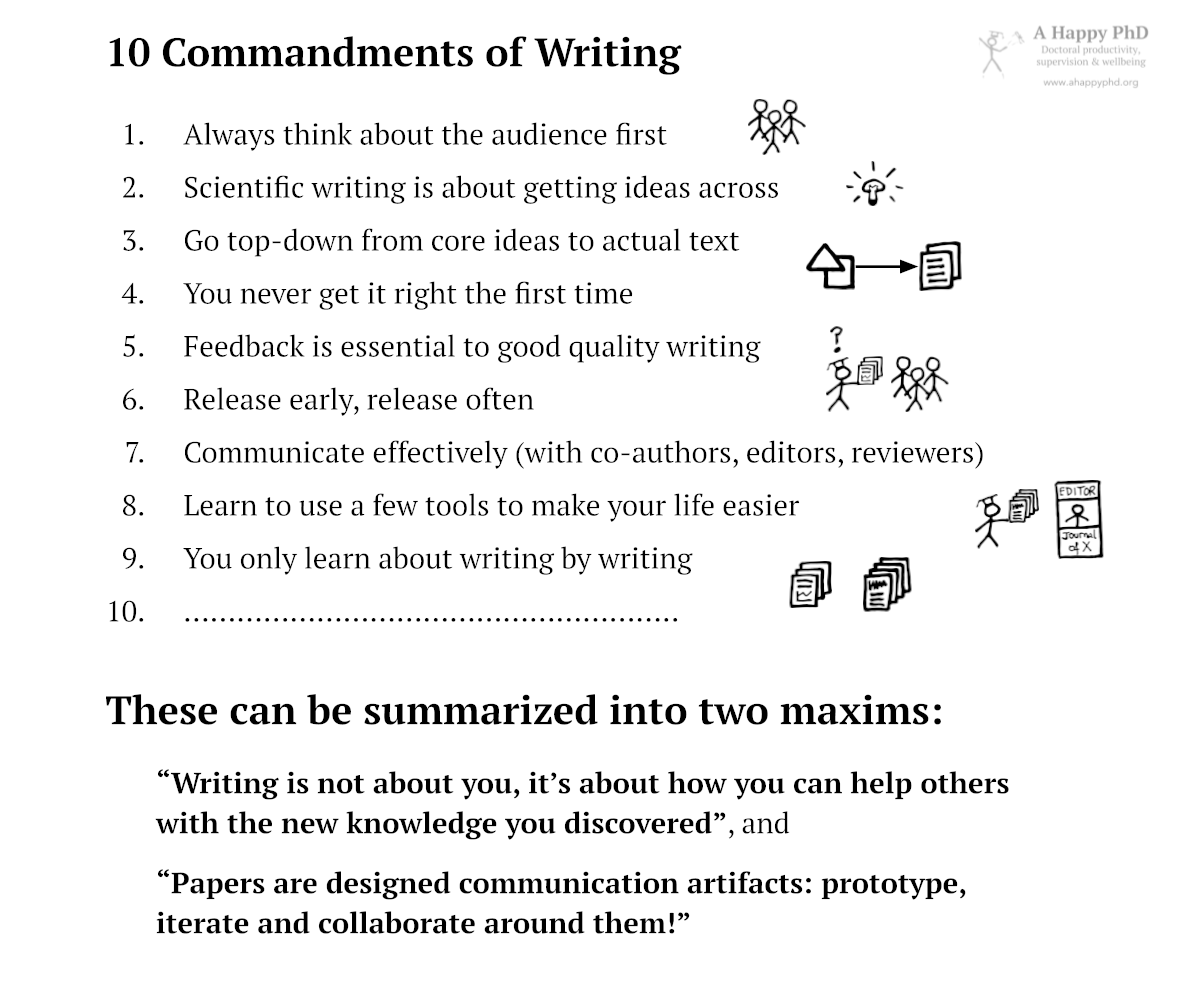 10 Commandments of Writing
A Happy PhD
Doctoral productivity,
supervision & wellbeing
www.ahappyphd.org
1. Always think about the audience first
2. Scientific writing is about getting ideas across
3. Go top-down from core ideas to actual text
4. You never get it right the first time
5. Feedback is essential to good quality writing
?
6. Release early, release often
7. Communicate effectively (with co-authors, editors, reviewers)
8. Learn to use a few tools to make your life easier
EDITOR
Journal
of X
9. You only learn about writing by writing
10. ........................................................
These can be summarized into two maxims:
“Writing is not about you, it’s about how you can help others
with the new knowledge you discovered”, and
“Papers are designed communication artifacts: prototype,
iterate and collaborate around them!”